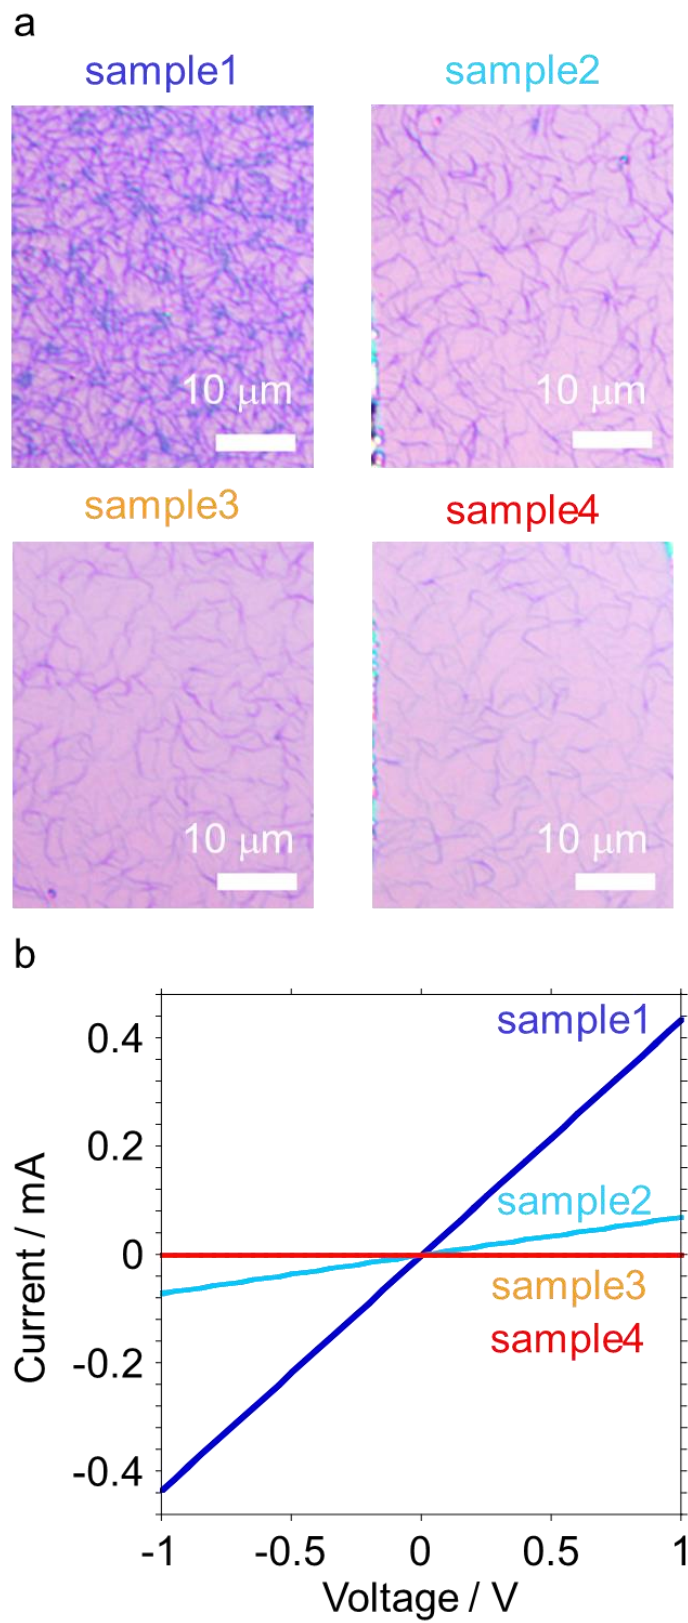 a
sample1
sample2
10 μm
10 μm
sample3
sample4
10 μm
10 μm
b
sample1
0.4
0.2
sample2
0
sample3
sample4
-0.2
-0.4
Current / mA
-1
-0.5
0
0.5
1
Voltage / V